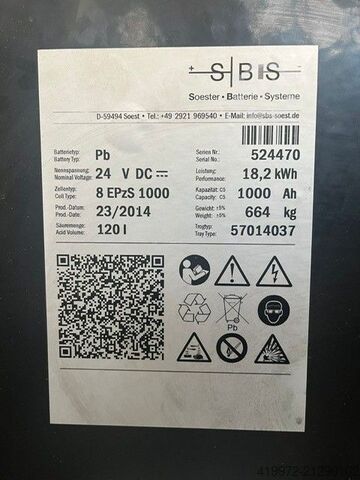 + S|B|S -
Soester • Batterie • Systeme
D-59494 Soest • Tel.: +49 2921 969540 • E-Mail: info@sbs-soest.de
Batterietyp: Pb Serien Nr.:
Battery Typ: Serial No.: 524470
Nennspannung: 24 V DC Leistung: 18,2 kWh
Nominal Voltage: Performance:
Zellentyp: 8 EPzS 1000 Kapazität: C5 1000 Ah
Cell Type: Capacity: C5
Prod.-Datum: 23/2014 Gewicht: ±5% 664 kg
Prod.-Date: Weight: ±5%
Säuremenge: 120 l Trogtyp: 57014037
Acid Volume: Tray Type:
Pb